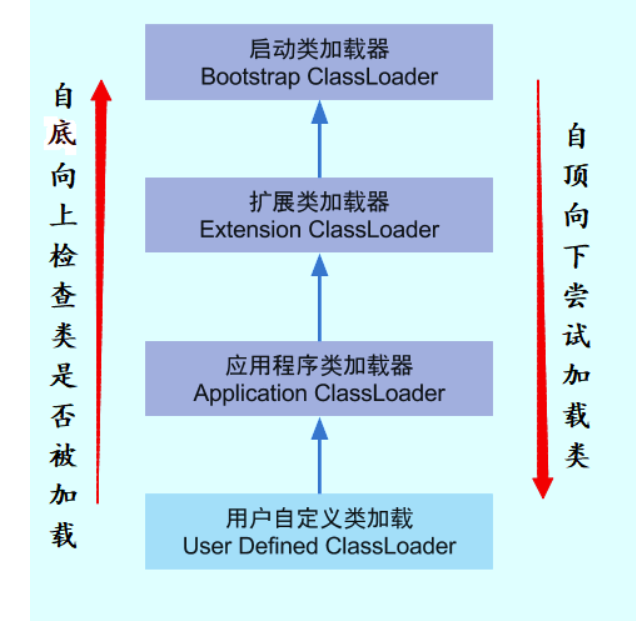 启动类加载器
Bootstrap ClassLoader
自底向上检查类是否被加载
自顶向下尝试加载类
扩展类加载器
Extension ClassLoader
应用程序类加载器
Application ClassLoader
用户自定义类加载
User Defined ClassLoader